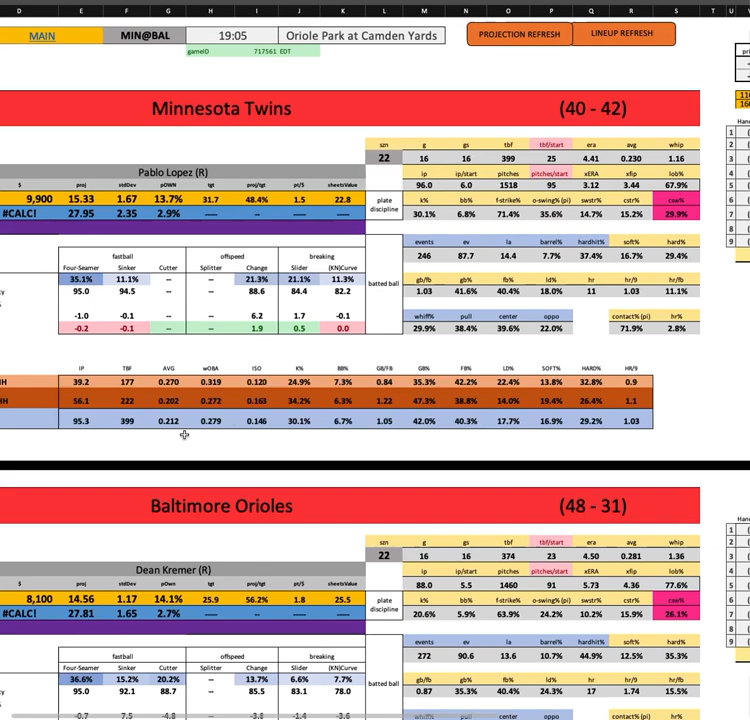 D E F G H I J K L M N O P Q R S T U V
MAIN MIN@BAL 19:05 Oriole Park at Camden Yards PROJECTION REFRESH LINEUP REFRESH
gameID 717561 EDT
Minnesota Twins (40 - 42)
szn g gs tbf tbf/start era avg whip
22 16 16 399 25 4.41 0.230 1.16
Pablo Lopez (R) ip ip/start pitches pitches/start xERA xfip lob%
$ proj stdDev pOWN tgt proj/tgt pt/$ sheetsValue 96.0 6.0 1518 95 3.12 3.44 67.9%
9,900 15.33 1.67 13.7% 31.7 48.4% 1.5 22.8 plate discipline k% bb% f-strike% o-swing% (pi) swstr% cstr% csw%
#CALC! 27.95 2.35 2.9% ---- -- ---- ---- 30.1% 6.8% 71.4% 35.6% 14.7% 15.2% 29.9%
events ev la barrel% hardhit% soft% hard%
fastball offspeed breaking 246 87.7 14.4 7.7% 37.4% 16.7% 29.4%
Four-Seamer Sinker Cutter Splitter Change Slider (KN)Curve
35.1% 11.1% -- -- 21.3% 21.1% 11.3% batted ball gb/fb gb% fb% ld% hr hr/9 hr/fb
95.0 94.5 -- -- 88.6 84.4 82.2 1.03 41.6% 40.4% 18.0% 11 1.03 11.1%
-1.0 -0.1 6.2 1.7 -0.1 whiff% pull center oppo contact% (pi) hr%
-0.2 -0.1 -- -- 1.9 0.5 0.0 29.9% 38.4% 39.6% 22.0% 71.9% 2.8%
IP TBF AVG wOBA ISO K% BB% GB/FB GB% FB% LD% SOFT% HARD% HR/9
HH 39.2 177 0.270 0.319 0.120 24.9% 7.3% 0.84 35.3% 42.2% 22.4% 13.8% 32.8% 0.9
HH 56.1 222 0.202 0.272 0.163 34.2% 6.3% 1.22 47.3% 38.8% 14.0% 19.4% 26.4% 1.1
95.3 399 0.212 0.279 0.146 30.1% 6.7% 1.05 42.0% 40.3% 17.7% 16.9% 29.2% 1.03
Baltimore Orioles (48 - 31)
szn g gs tbf tbf/start era avg whip
22 16 16 374 23 4.50 0.281 1.36
Dean Kremer (R) ip ip/start pitches pitches/start xERA xfip lob%
$ proj stdDev pOwn tgt proj/tgt pt/$ sheetsValue 88.0 5.5 1460 91 5.73 4.36 77.6%
8,100 14.56 1.17 14.1% 25.9 56.2% 1.8 25.5 plate discipline k% bb% f-strike% o-swing% (pi) swstr% cstr% csw%
#CALC! 27.81 1.65 2.7% ---- -- ---- ---- 20.6% 5.9% 63.9% 24.2% 10.2% 15.9% 26.1%
events ev la barrel% hardhit% soft% hard%
fastball offspeed breaking 272 90.6 13.6 10.7% 44.9% 12.5% 35.3%
Four-Seamer Sinker Cutter Splitter Change Slider (KN)Curve
36.6% 15.2% 20.2% -- 13.7% 6.6% 7.7% batted ball gb/fb gb% fb% ld% hr hr/9 hr/fb
95.0 92.1 88.7 -- 85.5 83.1 78.0 0.87 35.3% 40.4% 24.3% 17 1.74 15.5%
-0.7 7.5 -4.8 -3.8 -1.4 -3.6 whiff% pull center oppo contact% (pi) hr%